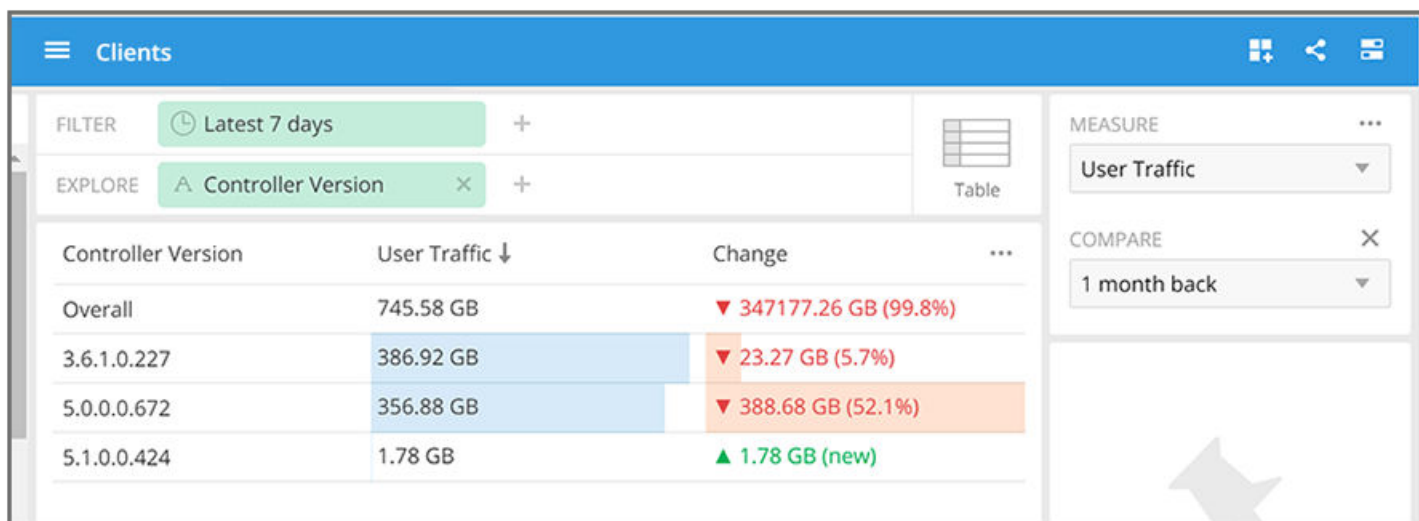 Clients
FILTER Latest 7 days +
EXPLORE A Controller Version × +
Table
MEASURE ...
User Traffic
COMPARE ×
1 month back
Controller Version User Traffic ↓ Change ...
Overall 745.58 GB ▼ 347177.26 GB (99.8%)
3.6.1.0.227 386.92 GB ▼ 23.27 GB (5.7%)
5.0.0.0.672 356.88 GB ▼ 388.68 GB (52.1%)
5.1.0.0.424 1.78 GB ▲ 1.78 GB (new)